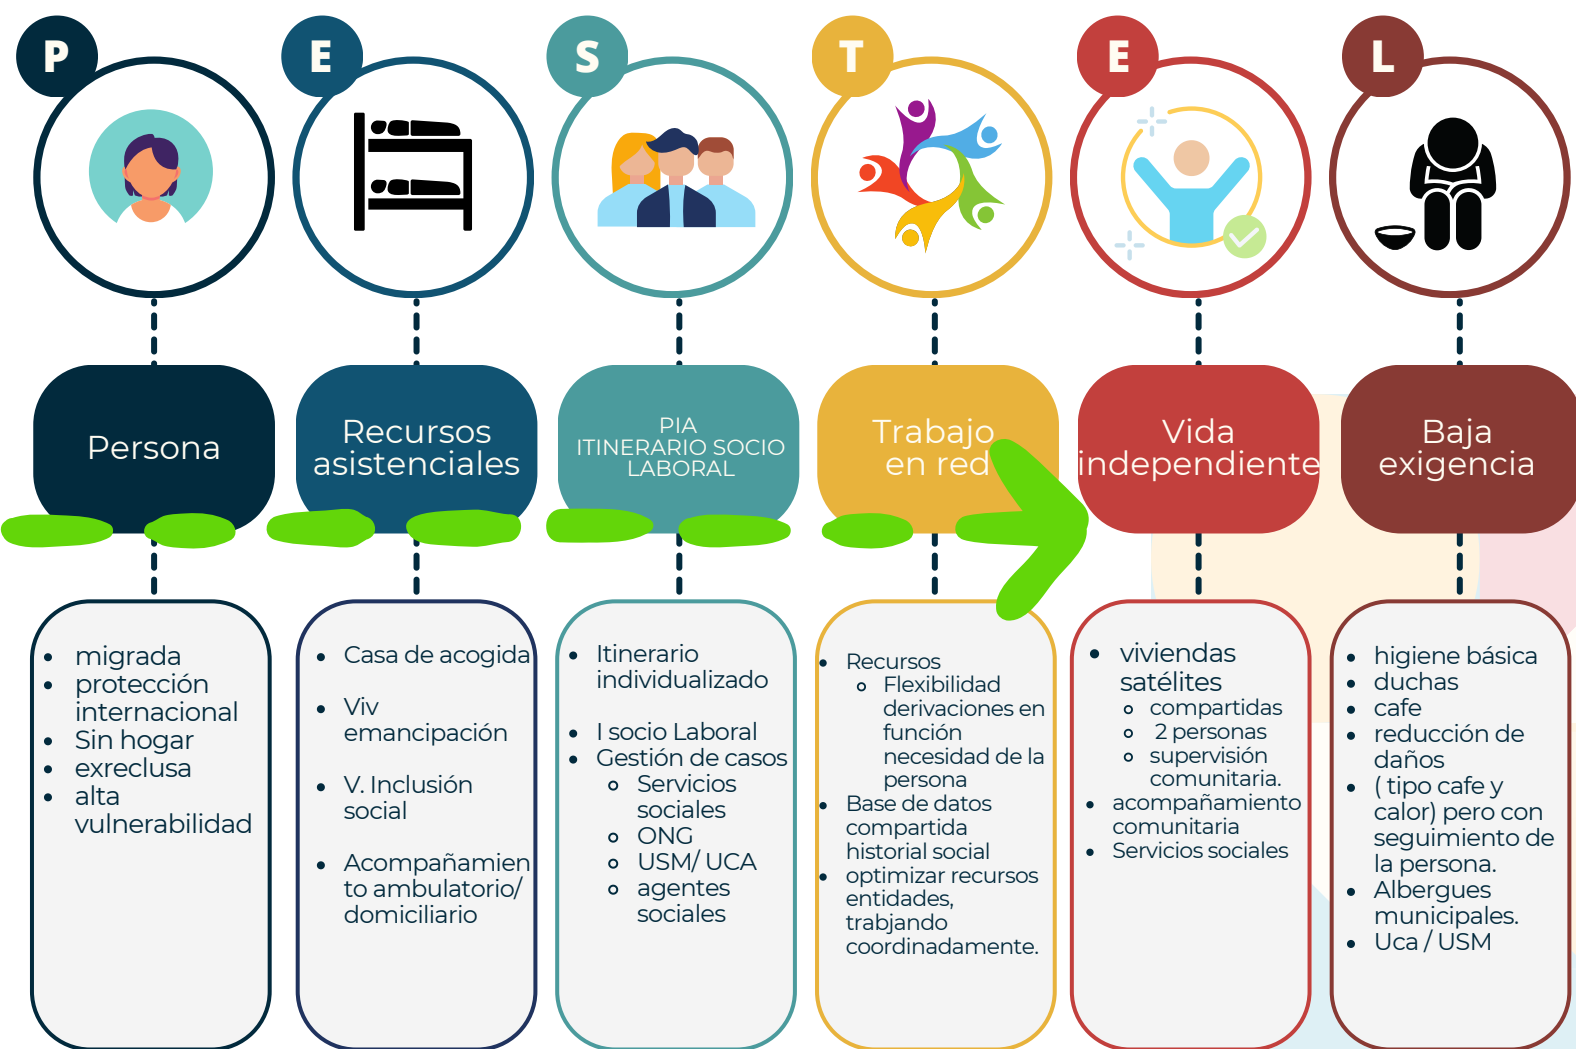 P
E
S
T
E
L
Persona
Recursos
asistenciales
PIA
ITINERARIO SOCIO
LABORAL
Trabajo
en red
Vida
independiente
Baja
exigencia
migrada
protección
internacional
Sin hogar
exreclusa
alta
vulnerabilidad
Casa de acogida
Viv
emancipación
V. Inclusión
social
Acompañamien
to ambulatorio/
domiciliario
Itinerario
individualizado
I socio Laboral
Gestión de casos
Servicios
sociales
ONG
USM/ UCA
agentes
sociales
Recursos
Flexibilidad
derivaciones en
función
necesidad de la
persona
Base de datos
compartida
historial social
optimizar recursos
entidades,
trabjando
coordinadamente.
viviendas
satélites
compartidas
2 personas
supervisión
comunitaria.
acompañamiento
comunitaria
Servicios sociales
higiene básica
duchas
cafe
reducción de
daños
( tipo cafe y
calor) pero con
seguimiento de
la persona.
Albergues
municipales.
Uca / USM